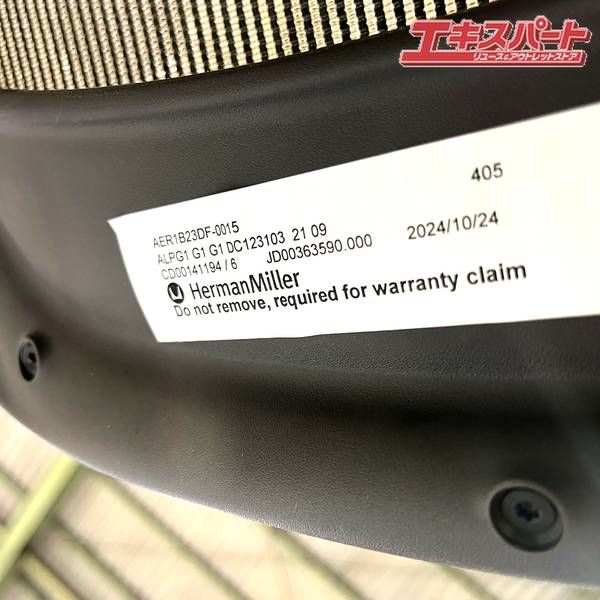 エキスパート
リユース&アウトレットストア
405
AER1B23DF-0015
ALPG1 G1 G1 DC123103 21 09
CD00141194 / 6 JD00363590.000 2024/10/24
HermanMiller
Do not remove, required for warranty claim